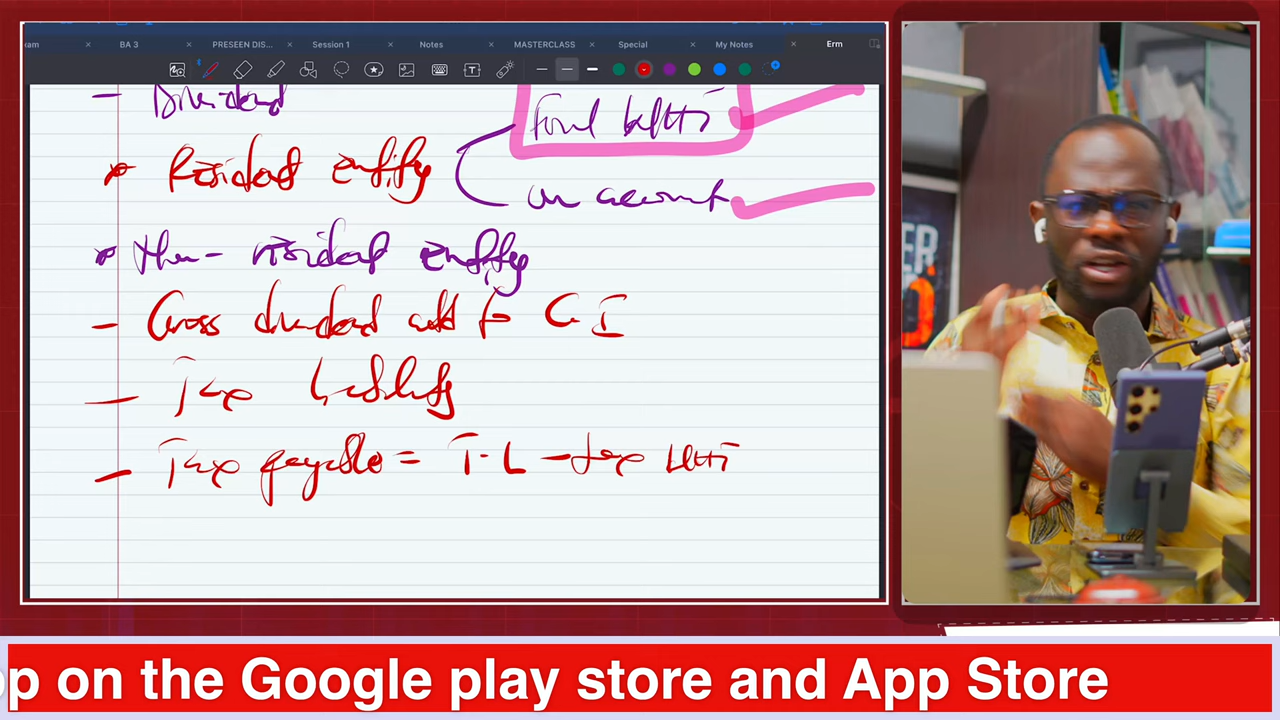 am
BA 3
PRESEEN DIS...
Session 1
Notes
MASTERCLASS
Special
My Notes
Erm
- Dividend
Final WHT
Resident entity
on account
resident entity
- Gross dividend add to C I
- Tax liability
- Tax payable = T.L - tax WHT
p on the Google play store and App Store